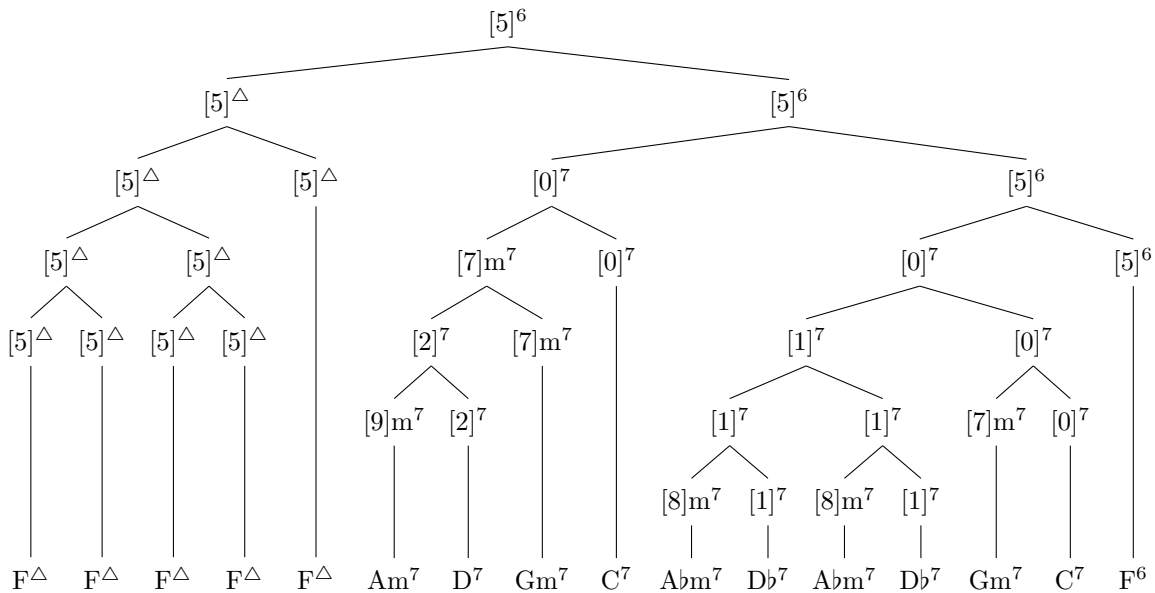 [5]⁶
[5]△ [5]⁶
[5]△ [5]△ [0]⁷ [5]⁶
[5]△ [5]△ [7]m⁷ [0]⁷ [0]⁷ [5]⁶
[5]△ [5]△ [5]△ [5]△ [2]⁷ [7]m⁷ [1]⁷ [0]⁷
[9]m⁷ [2]⁷ [1]⁷ [1]⁷ [7]m⁷ [0]⁷
[8]m⁷ [1]⁷ [8]m⁷ [1]⁷
F△ F△ F△ F△ F△ Am⁷ D⁷ Gm⁷ C⁷ A♭m⁷ D♭⁷ A♭m⁷ D♭⁷ Gm⁷ C⁷ F⁶